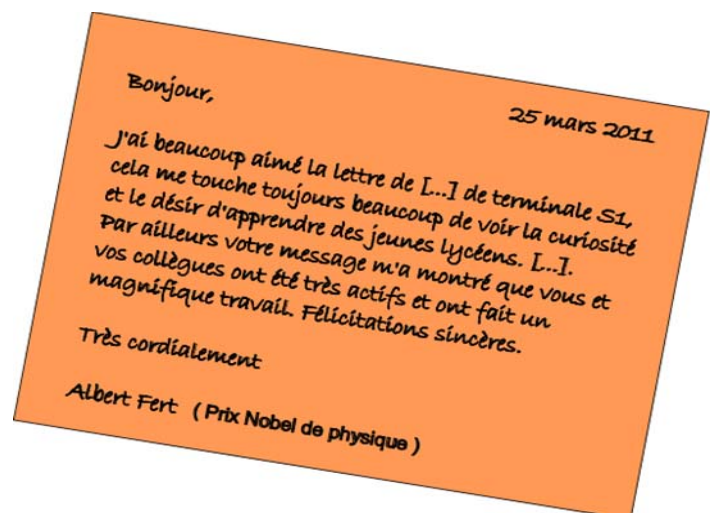 Bonjour,
25 mars 2011
J'ai beaucoup aimé la lettre de [...] de terminale S1,
cela me touche toujours beaucoup de voir la curiosité
et le désir d'apprendre des jeunes lycéens. [...].
Par ailleurs votre message m'a montré que vous et
vos collègues ont été très actifs et ont fait un
magnifique travail. Félicitations sincères.
Très cordialement
Albert Fert ( Prix Nobel de physique )